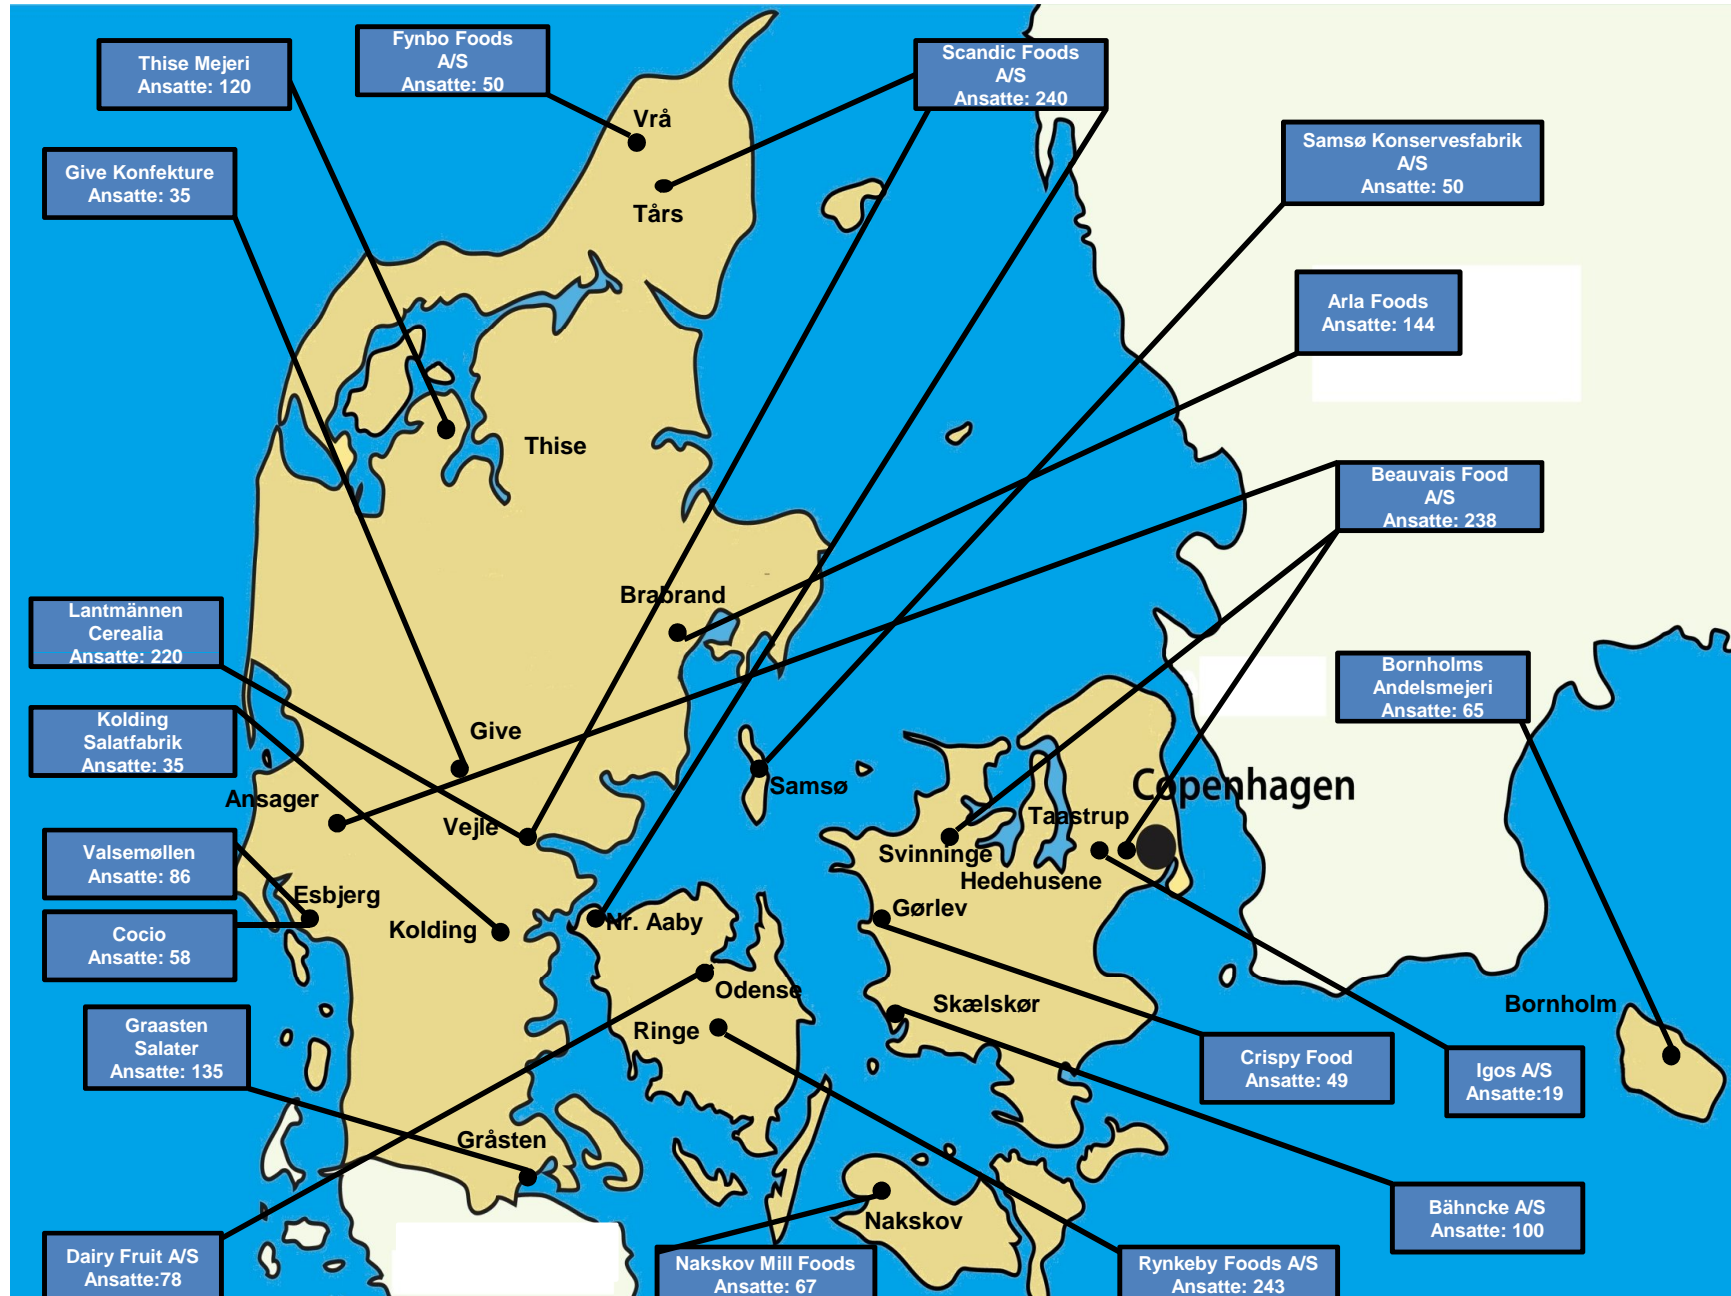 Fynbo Foods
A/S
Ansatte: 50
Thise Mejeri
Ansatte: 120
Scandic Foods
A/S
Ansatte: 240
Vrå
Samsø Konservesfabrik
A/S
Ansatte: 50
Give Konfekture
Ansatte: 35
Tårs
Arla Foods
Ansatte: 144
Thise
Beauvais Food
A/S
Ansatte: 238
Brabrand
Lantmännen
Cerealia
Ansatte: 220
Bornholms
Andelsmejeri
Ansatte: 65
Kolding
Salatfabrik
Ansatte: 35
Give
Samsø
Copenhagen
Ansager
Vejle
Taastrup
Valsemøllen
Ansatte: 86
Svinninge
Hedehusene
Esbjerg
Gørlev
Kolding
Nr. Aaby
Cocio
Ansatte: 58
Odense
Skælskør
Bornholm
Ringe
Graasten
Salater
Ansatte: 135
Crispy Food
Ansatte: 49
Igos A/S
Ansatte:19
Gråsten
Nakskov
Bähncke A/S
Ansatte: 100
Dairy Fruit A/S
Ansatte:78
Nakskov Mill Foods
Ansatte: 67
Rynkeby Foods A/S
Ansatte: 243